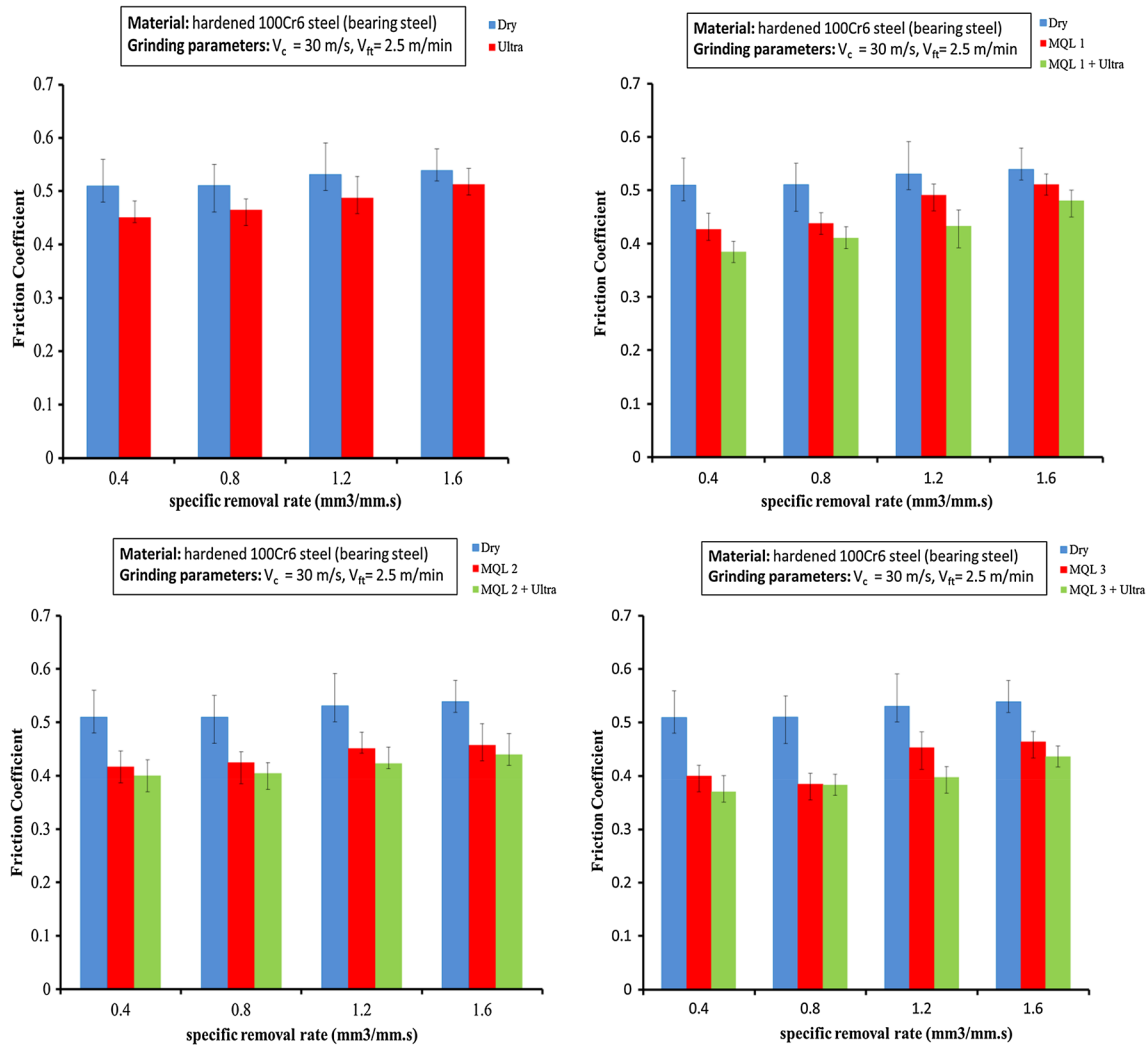 Material: hardened 100Cr6 steel (bearing steel)
Grinding parameters: Vc = 30 m/s, Vft= 2.5 m/min
Dry
Ultra
Friction Coefficient
0.7
0.6
0.5
0.4
0.3
0.2
0.1
0
0.4 0.8 1.2 1.6
specific removal rate (mm3/mm.s)
Material: hardened 100Cr6 steel (bearing steel)
Grinding parameters: Vc = 30 m/s, Vft= 2.5 m/min
Dry
MQL 1
MQL 1 + Ultra
Friction Coefficient
0.7
0.6
0.5
0.4
0.3
0.2
0.1
0
0.4 0.8 1.2 1.6
specific removal rate (mm3/mm.s)
Material: hardened 100Cr6 steel (bearing steel)
Grinding parameters: Vc = 30 m/s, Vft= 2.5 m/min
Dry
MQL 2
MQL 2 + Ultra
Friction Coefficient
0.7
0.6
0.5
0.4
0.3
0.2
0.1
0
0.4 0.8 1.2 1.6
specific removal rate (mm3/mm.s)
Material: hardened 100Cr6 steel (bearing steel)
Grinding parameters: Vc = 30 m/s, Vft= 2.5 m/min
Dry
MQL 3
MQL 3 + Ultra
Friction Coefficient
0.7
0.6
0.5
0.4
0.3
0.2
0.1
0
0.4 0.8 1.2 1.6
specific removal rate (mm3/mm.s)